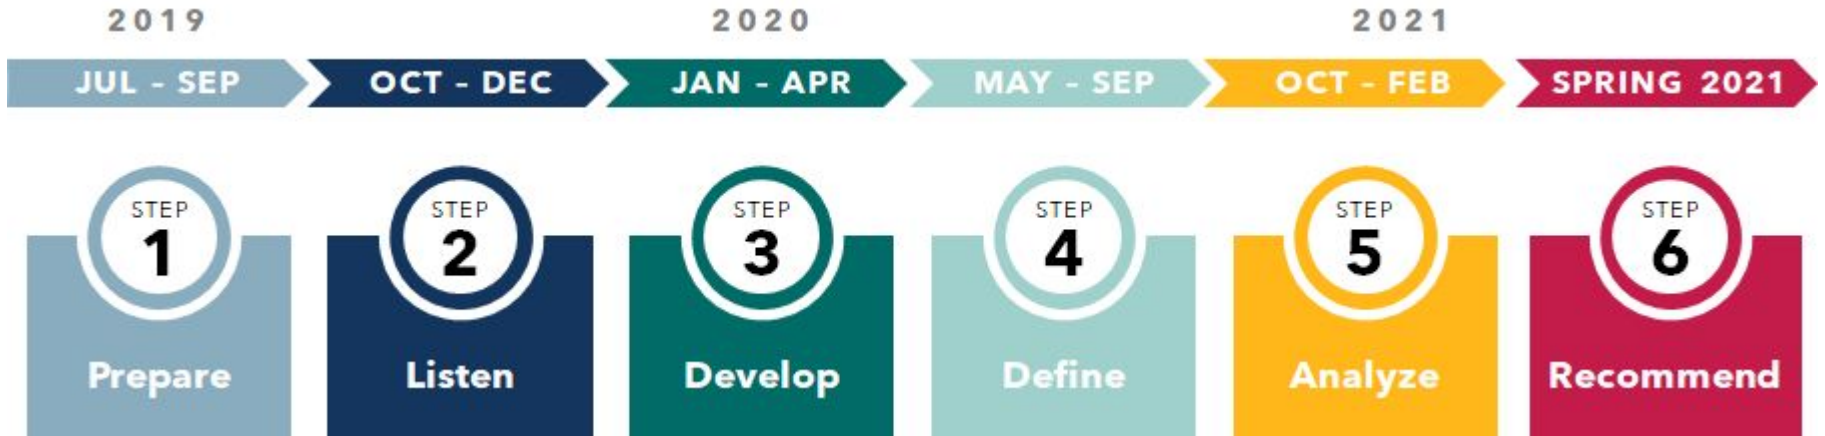 2019 2020 2021
JUL – SEP OCT – DEC JAN – APR MAY – SEP OCT – FEB SPRING 2021
STEP STEP STEP STEP STEP STEP
1 2 3 4 5 6
Prepare Listen Develop Define Analyze Recommend